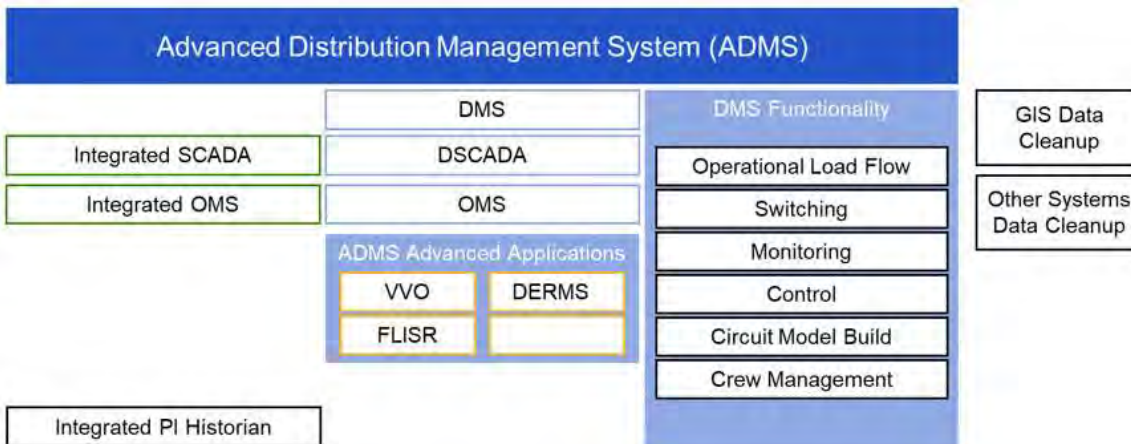 Advanced Distribution Management System (ADMS)
DMS
DMS Functionality
GIS Data
Cleanup
Integrated SCADA
DSCADA
Operational Load Flow
Integrated OMS
OMS
Switching
Other Systems
Data Cleanup
ADMS Advanced Applications
Monitoring
VVO
DERMS
Control
FLISR
Circuit Model Build
Crew Management
Integrated PI Historian